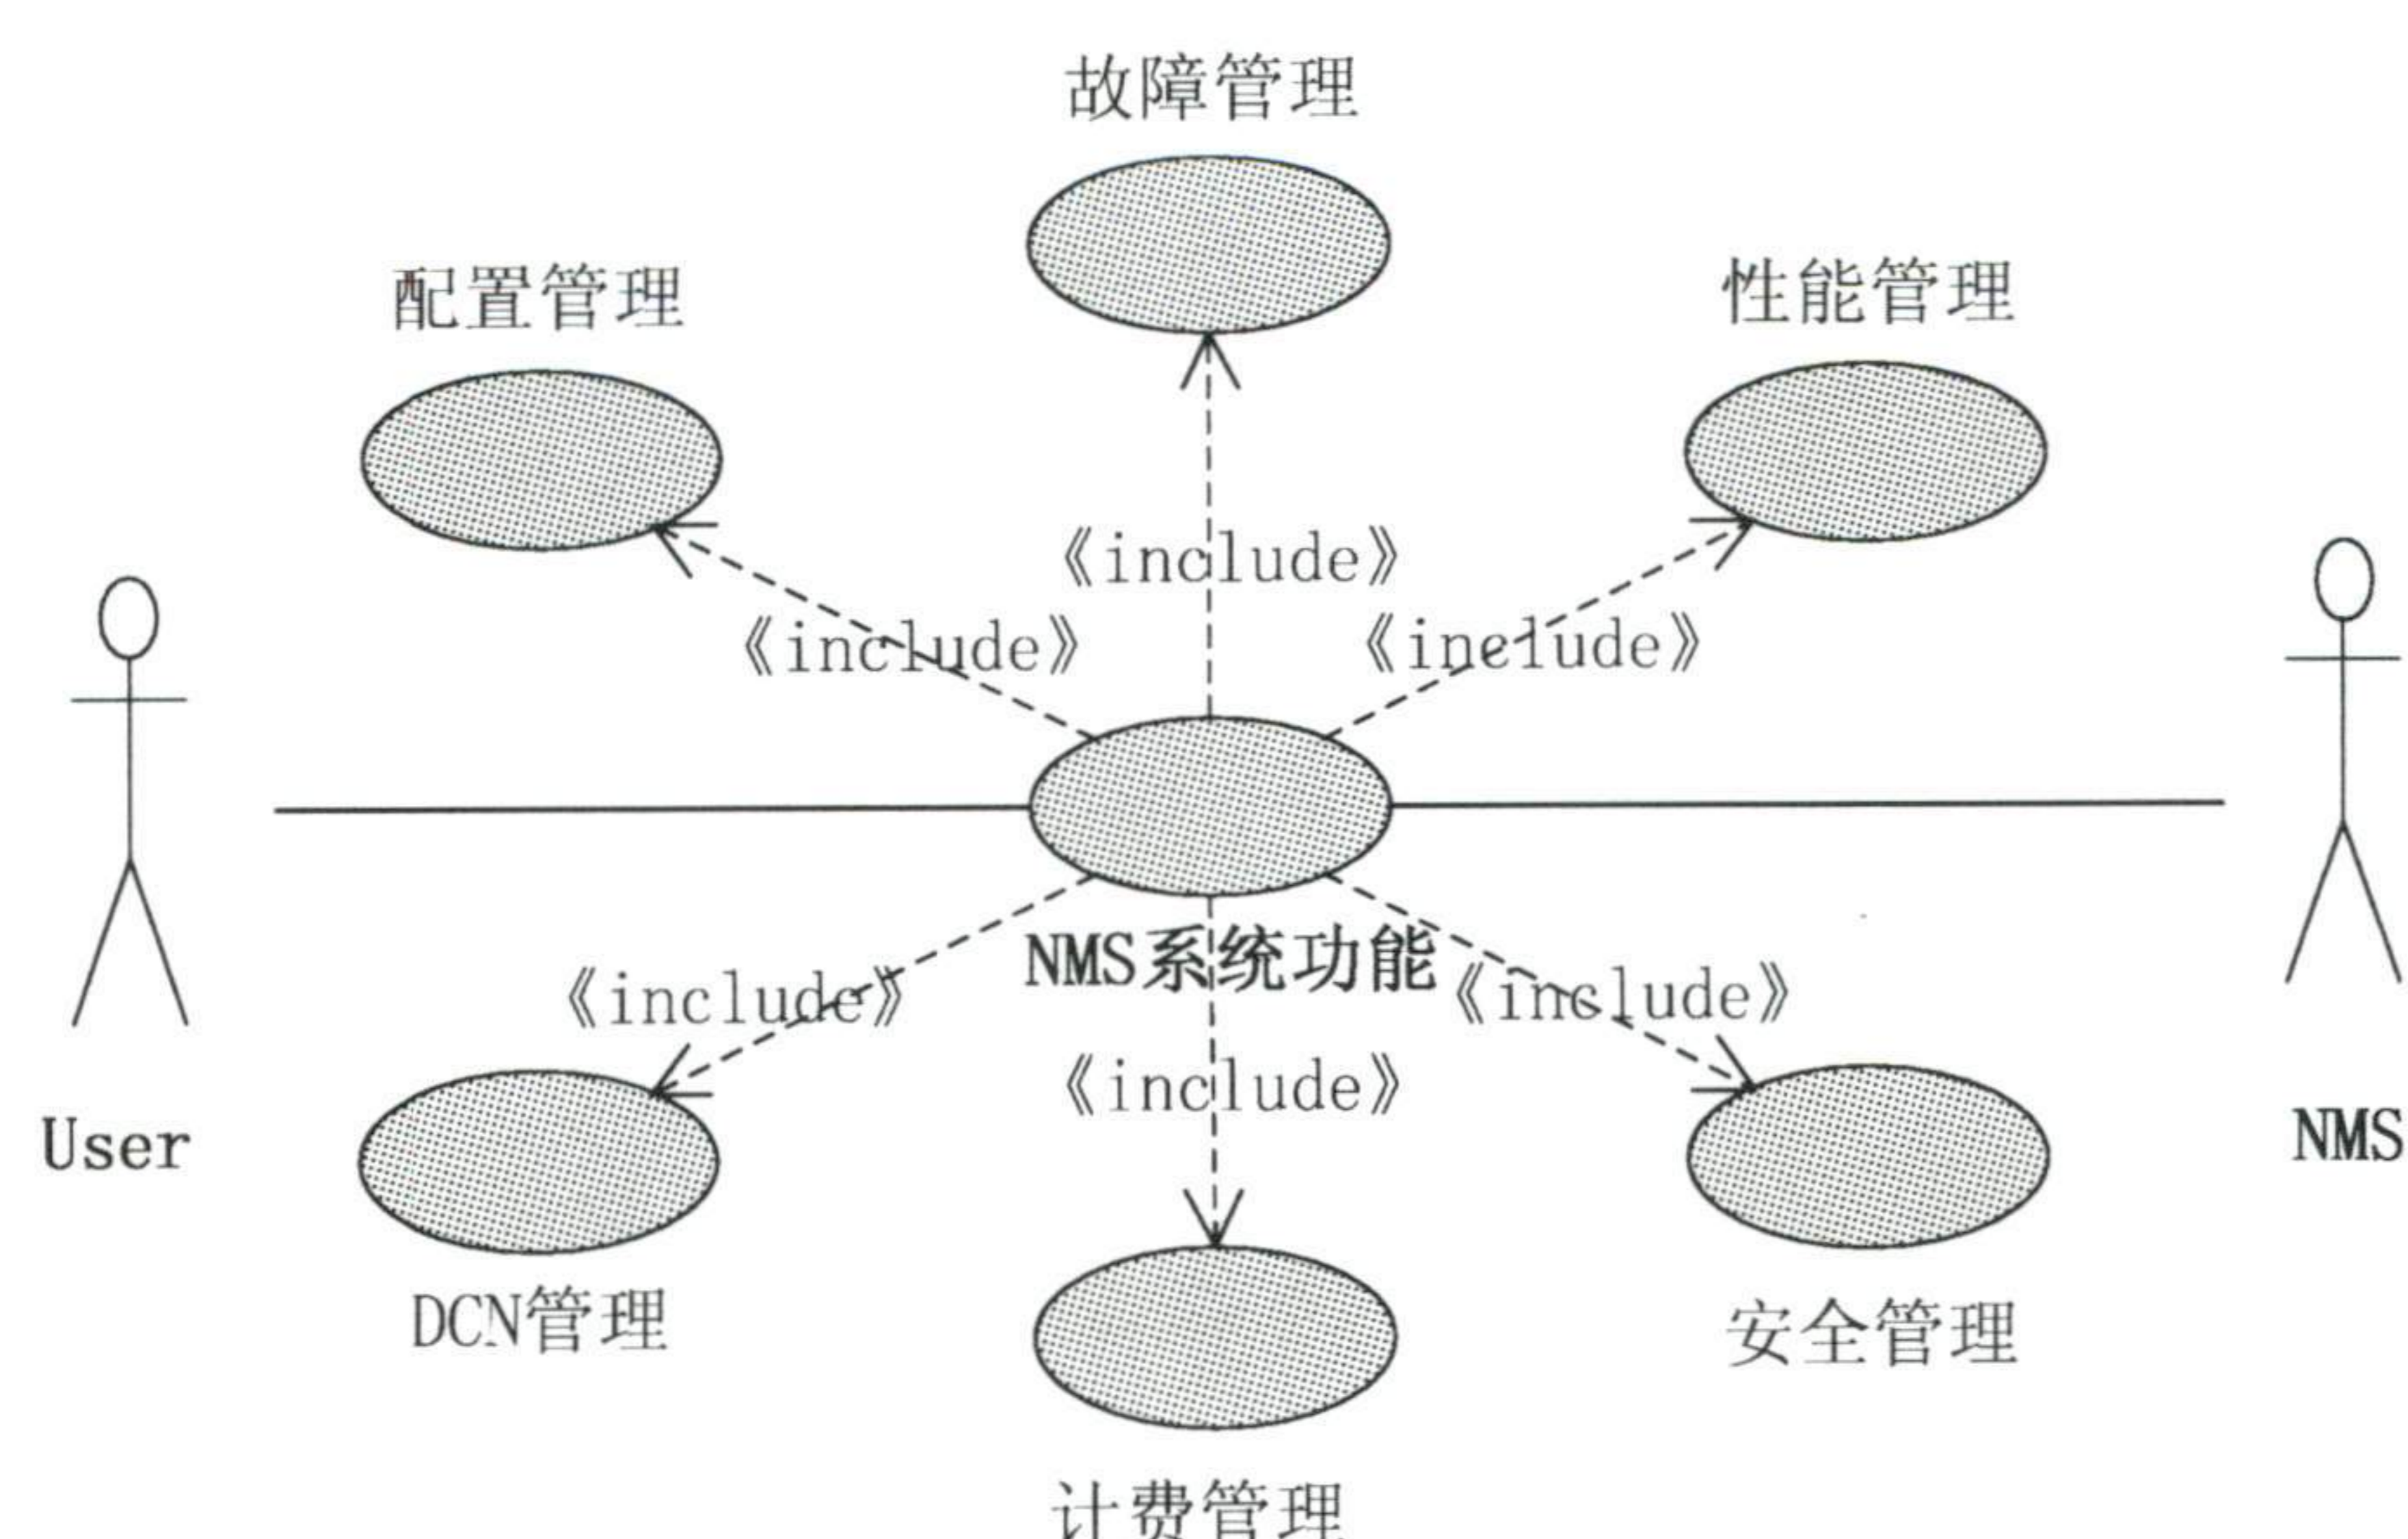 故障管理
配置管理
性能管理
《include》
《include》
《include》
NMS系统功能
《include》
《include》
《include》
User
NMS
DCN管理
安全管理
计费管理